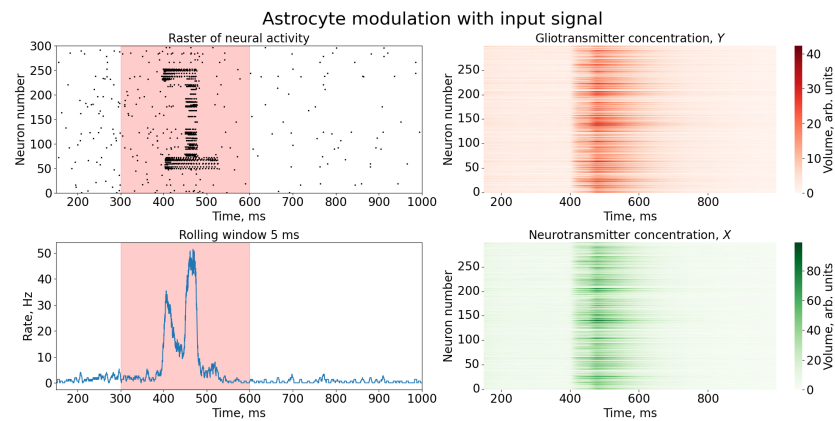 Astrocyte modulation with input signal
Raster of neural activity
Neuron number
300
250
200
150
100
50
0
200 300 400 500 600 700 800 900 1000
Time, ms
Gliotransmitter concentration, Y
Neuron number
250
200
150
100
50
0
200 400 600 800
Time, ms
40
30
20
10
0
Volume, arb. units
Rolling window 5 ms
Rate, Hz
50
40
30
20
10
0
200 300 400 500 600 700 800 900 1000
Time, ms
Neurotransmitter concentration, X
Neuron number
250
200
150
100
50
0
200 400 600 800
Time, ms
80
60
40
20
0
Volume, arb. units